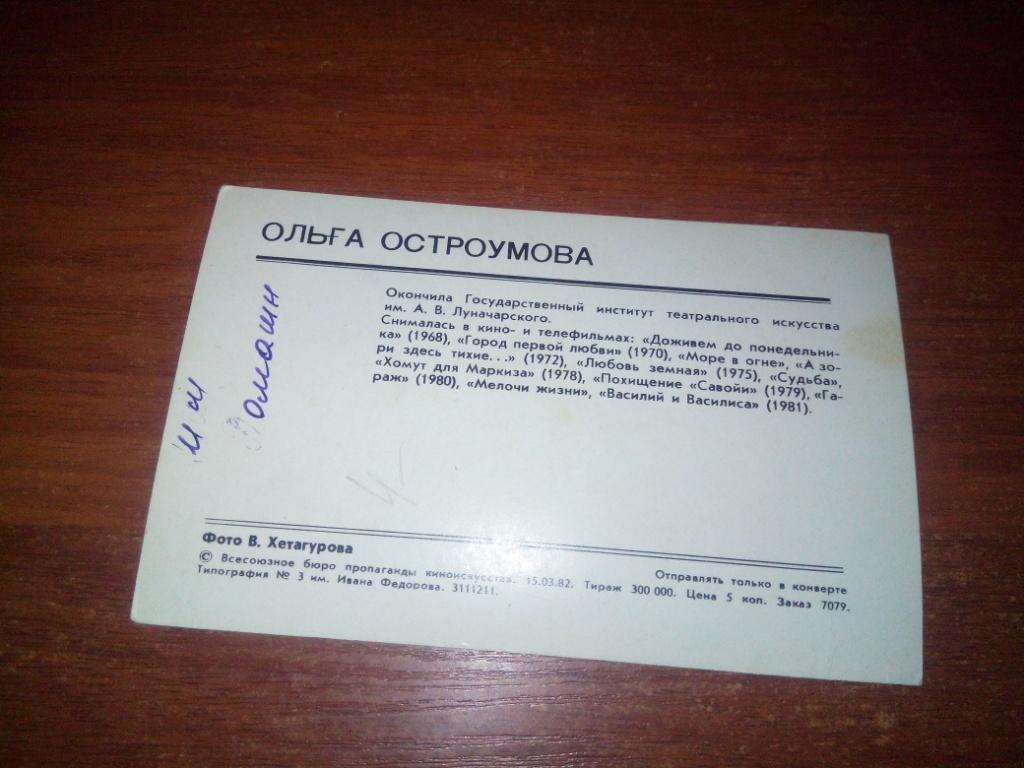 ОЛЬГА ОСТРОУМОВА
Окончила Государственный институт театрального искусства
им. А. В. Луначарского.
Снималась в кино- и телефильмах: «Доживем до понедельни-
ка» (1968), «Город первой любви» (1970), «Море в огне», «А зо-
ри здесь тихие...» (1972), «Любовь земная» (1975), «Судьба»,
«Хомут для Маркиза» (1978), «Похищение «Савойи» (1979), «Га-
раж» (1980), «Мелочи жизни», «Василий и Василиса» (1981).
4-
Фото В. Хетагурова
Отправлять только в конверте
© Всесоюзное бюро пропаганды киноискусства. 15.03.82. Тираж 300 000. Цена 5 коп. Заказ 7079.
Типография № 3 им. Ивана Федорова. 3111211.